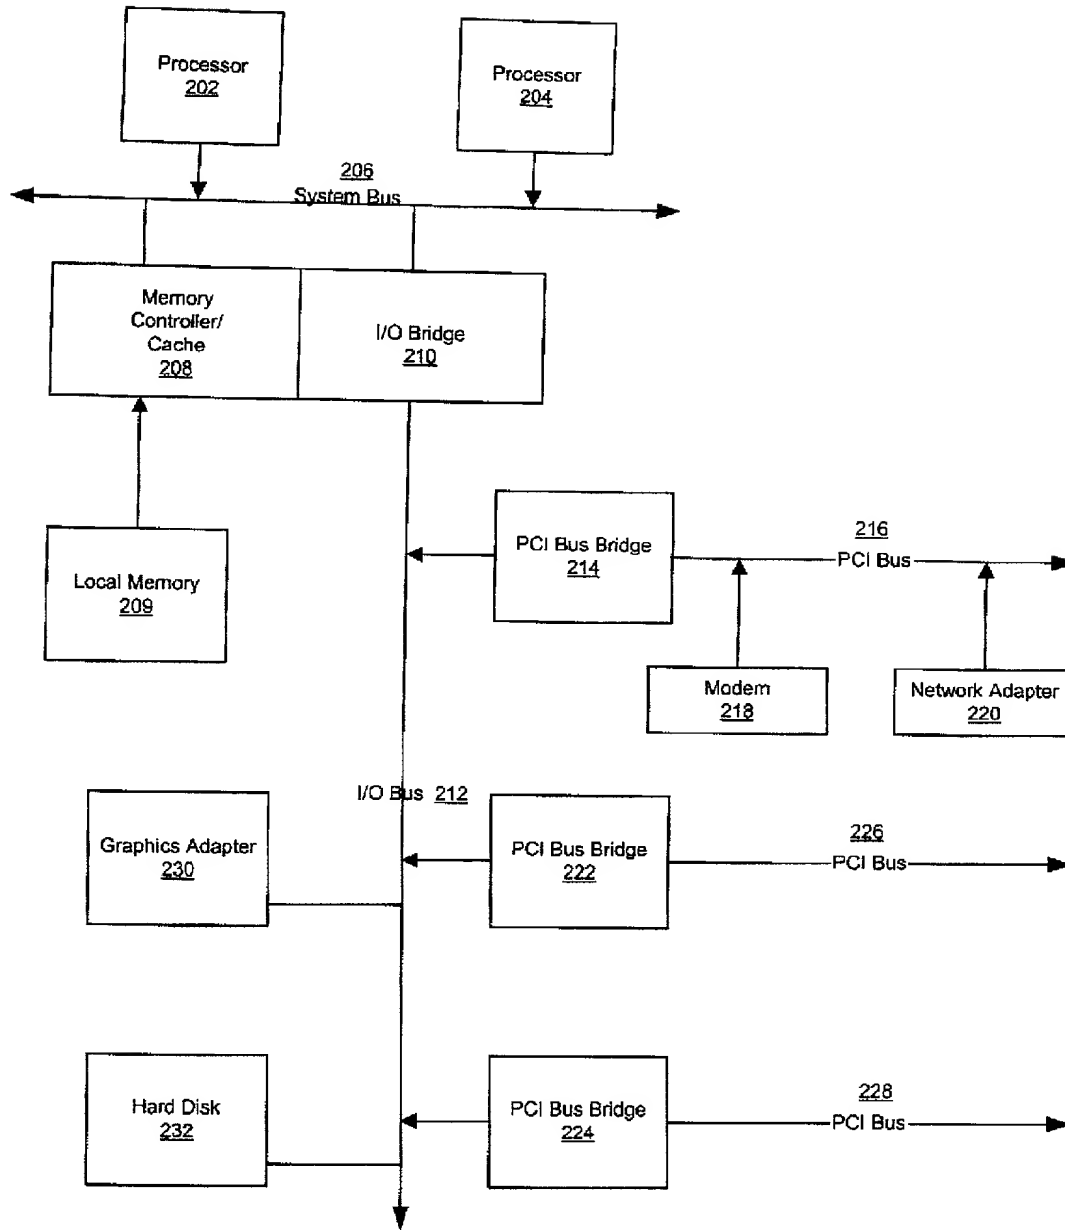 Processor
202
Processor
204
206
System Bus
Memory
Controller/
Cache
208
I/O Bridge
210
Local Memory
209
PCI Bus Bridge
214
216
PCI Bus
Modem
218
Network Adapter
220
I/O Bus 212
Graphics Adapter
230
PCI Bus Bridge
222
226
PCI Bus
Hard Disk
232
PCI Bus Bridge
224
228
PCI Bus